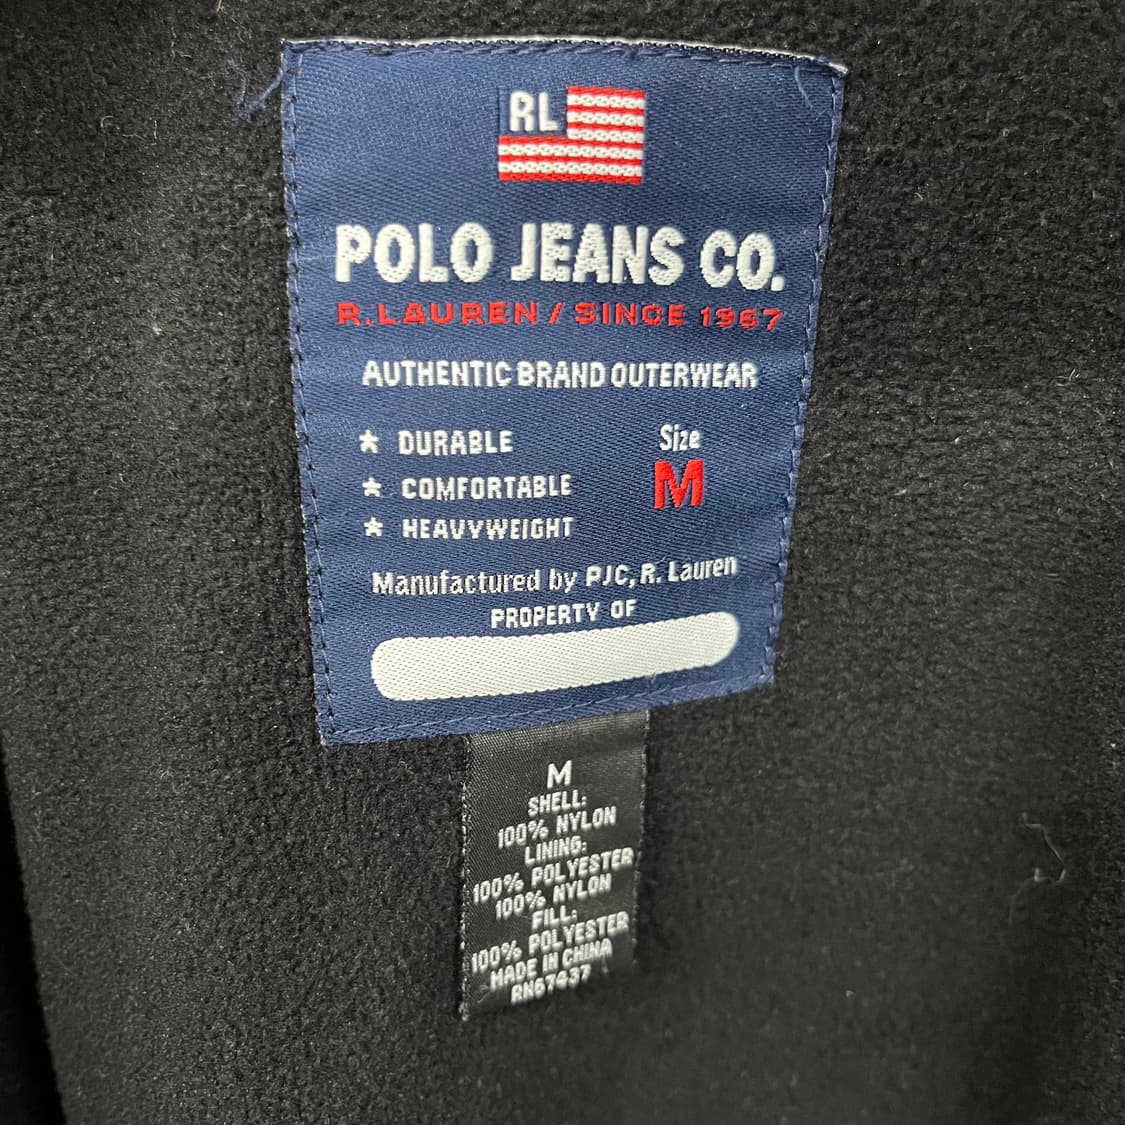 RL
POLO JEANS CO.
R.LAUREN / SINCE 1967
AUTHENTIC BRAND OUTERWEAR
★ DURABLE
★ COMFORTABLE
★ HEAVYWEIGHT
Size
M
Manufactured by PJC, R. Lauren
PROPERTY OF
M
SHELL:
100% NYLON
LINING:
100% POLYESTER
100% NYLON
FILL:
100% POLYESTER
MADE IN CHINA
RN67437